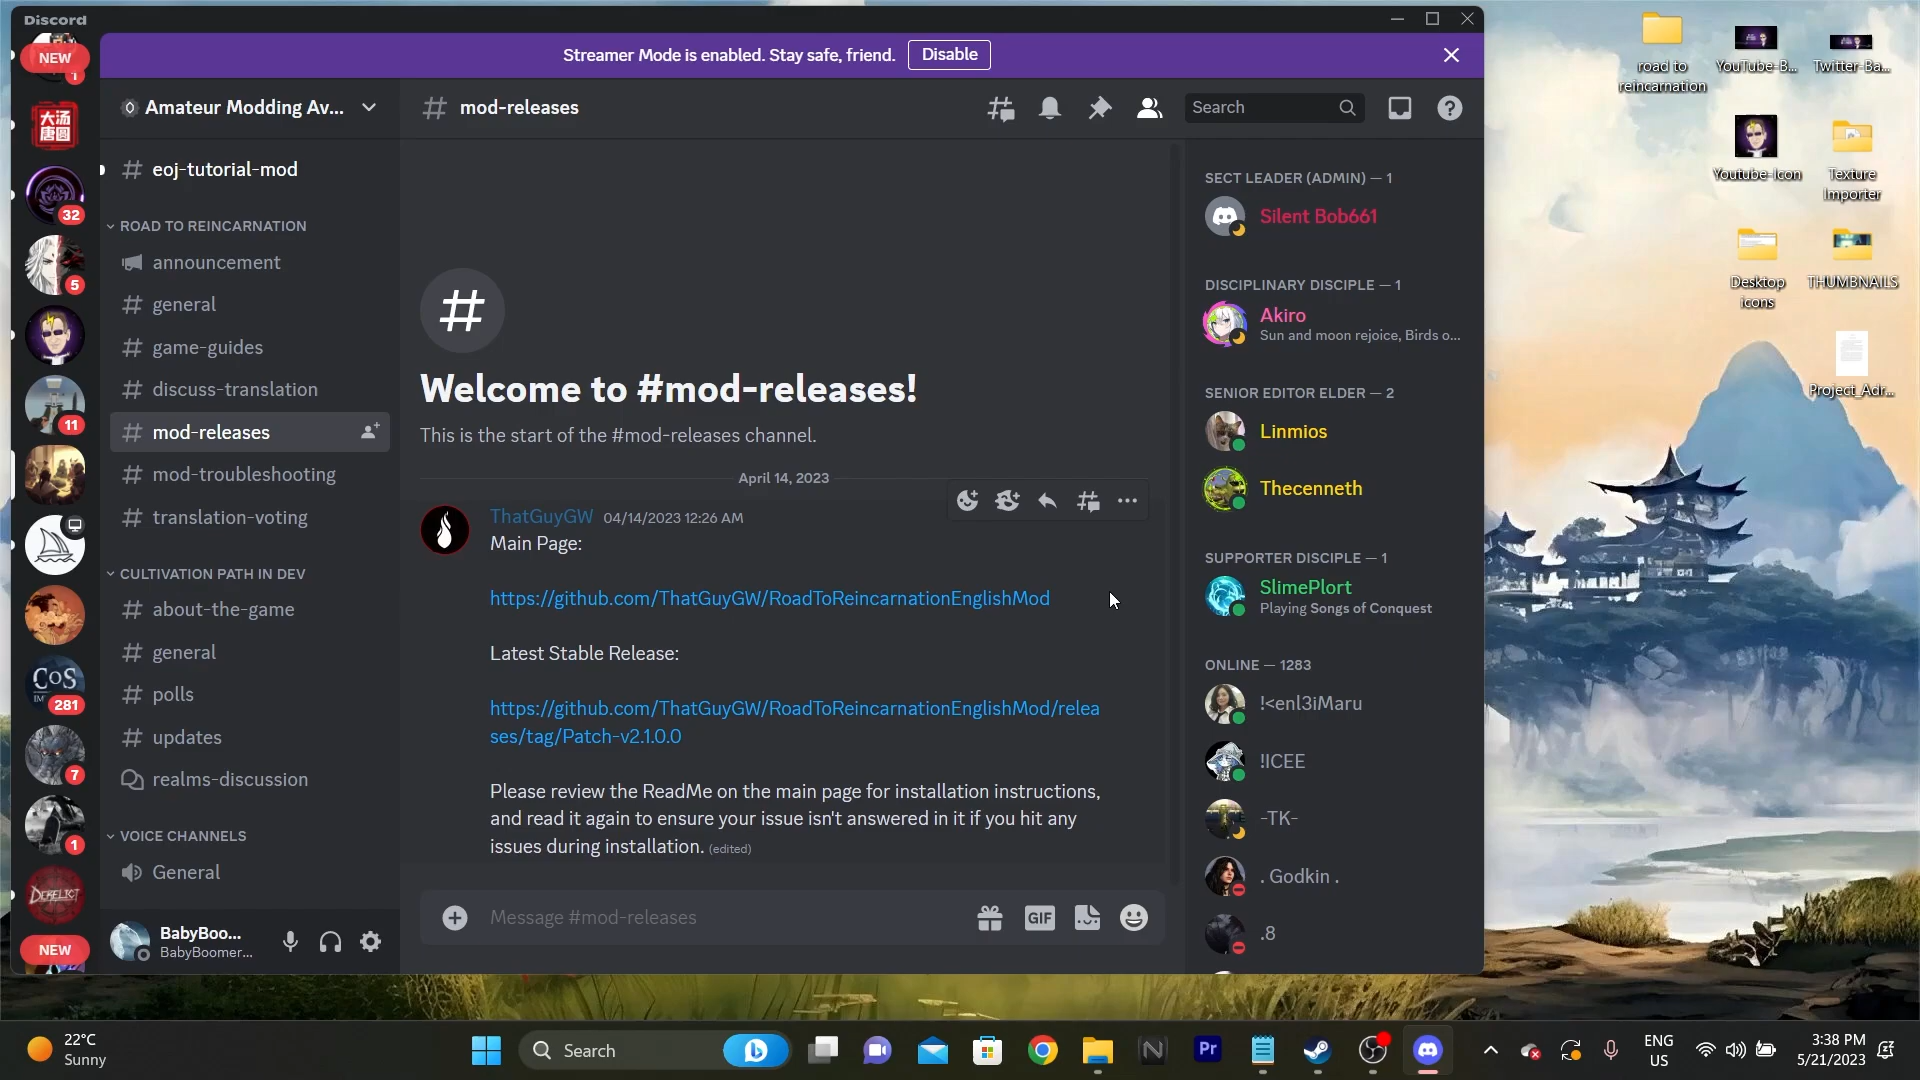 Discord
Streamer Mode is enabled. Stay safe, friend.
Disable
NEW
1
大汤
唐圆
32
5
11
CoS
281
7
1
DERELICT
NEW
Amateur Modding Av...
eoj-tutorial-mod
ROAD TO REINCARNATION
announcement
general
game-guides
discuss-translation
mod-releases
mod-troubleshooting
translation-voting
CULTIVATION PATH IN DEV
about-the-game
general
polls
updates
realms-discussion
VOICE CHANNELS
General
BabyBoo...
BabyBoomer...
mod-releases
Search
#
Welcome to #mod-releases!
This is the start of the #mod-releases channel.
April 14, 2023
ThatGuyGW 04/14/2023 12:26 AM
Main Page:
https://github.com/ThatGuyGW/RoadToReincarnationEnglishMod
Latest Stable Release:
https://github.com/ThatGuyGW/RoadToReincarnationEnglishMod/relea
ses/tag/Patch-v2.1.0.0
Please review the ReadMe on the main page for installation instructions,
and read it again to ensure your issue isn't answered in it if you hit any
issues during installation. (edited)
Message #mod-releases
GIF
SECT LEADER (ADMIN) — 1
Silent Bob661
DISCIPLINARY DISCIPLE — 1
Akiro
Sun and moon rejoice, Birds o...
SENIOR EDITOR ELDER — 2
Linmios
Thecenneth
SUPPORTER DISCIPLE — 1
SlimePlort
Playing Songs of Conquest
ONLINE — 1283
!<enl3iMaru
!ICEE
-TK-
. Godkin .
.8
road to
reincarnation
YouTube-B...
Twitter-Ba...
Youtube-Icon
Texture
Importer
Desktop
icons
THUMBNAILS
Project_Adr...
22°C
Sunny
Search
Pr
ENG
US
3:38 PM
5/21/2023